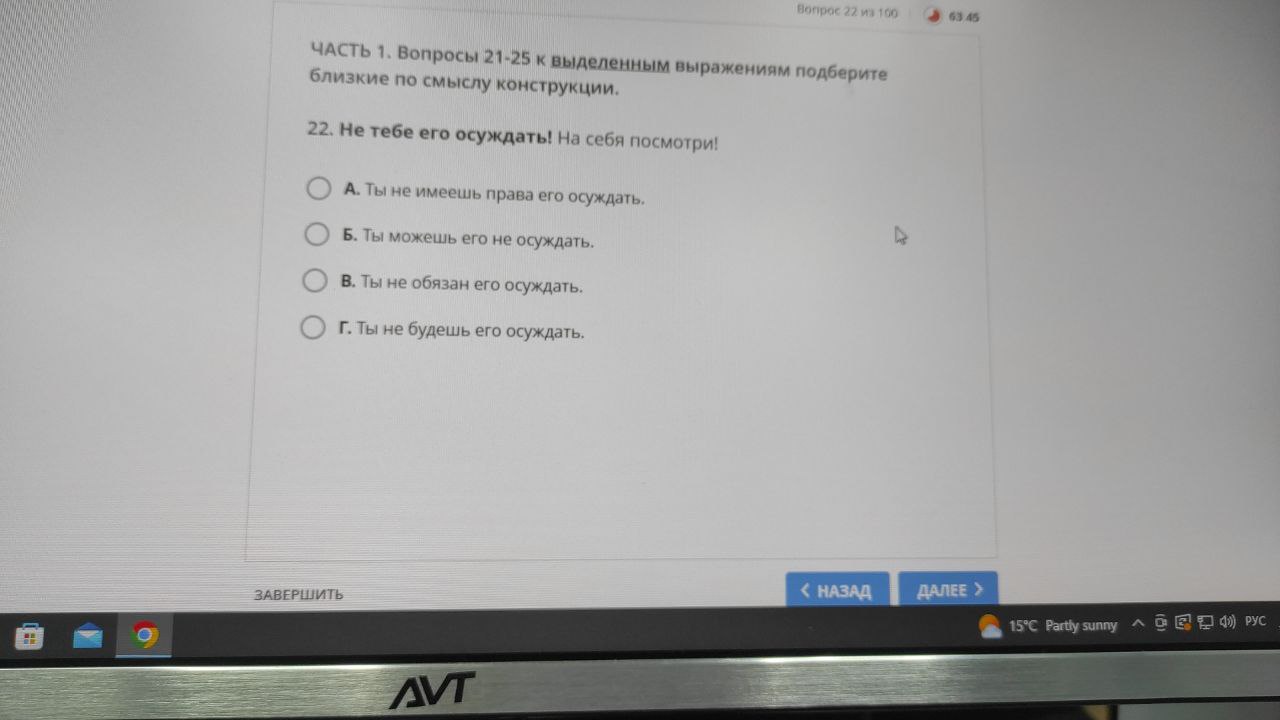 Вопрос 22 из 100
63:45
ЧАСТЬ 1. Вопросы 21-25 к выделенным выражениям подберите
близкие по смыслу конструкции.
22. Не тебе его осуждать! На себя посмотри!
А. Ты не имеешь права его осуждать.
Б. Ты можешь его не осуждать.
В. Ты не обязан его осуждать.
Г. Ты не будешь его осуждать.
ЗАВЕРШИТЬ
НАЗАД
ДАЛЕЕ
15°C Partly sunny
РУС
AVT